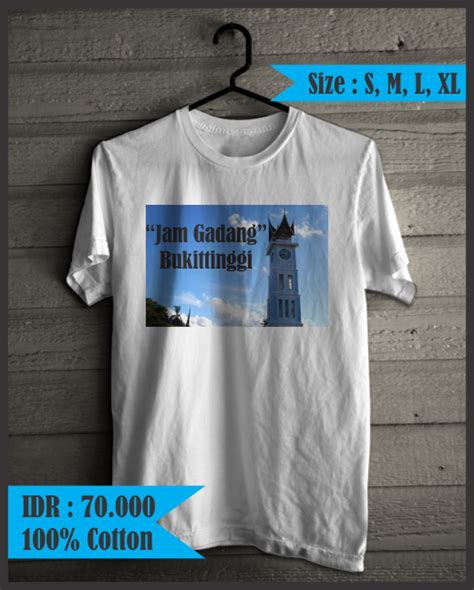 Size : S, M, L, XL
“Jam Gadang”
Bukittinggi
IDR : 70.000
100% Cotton